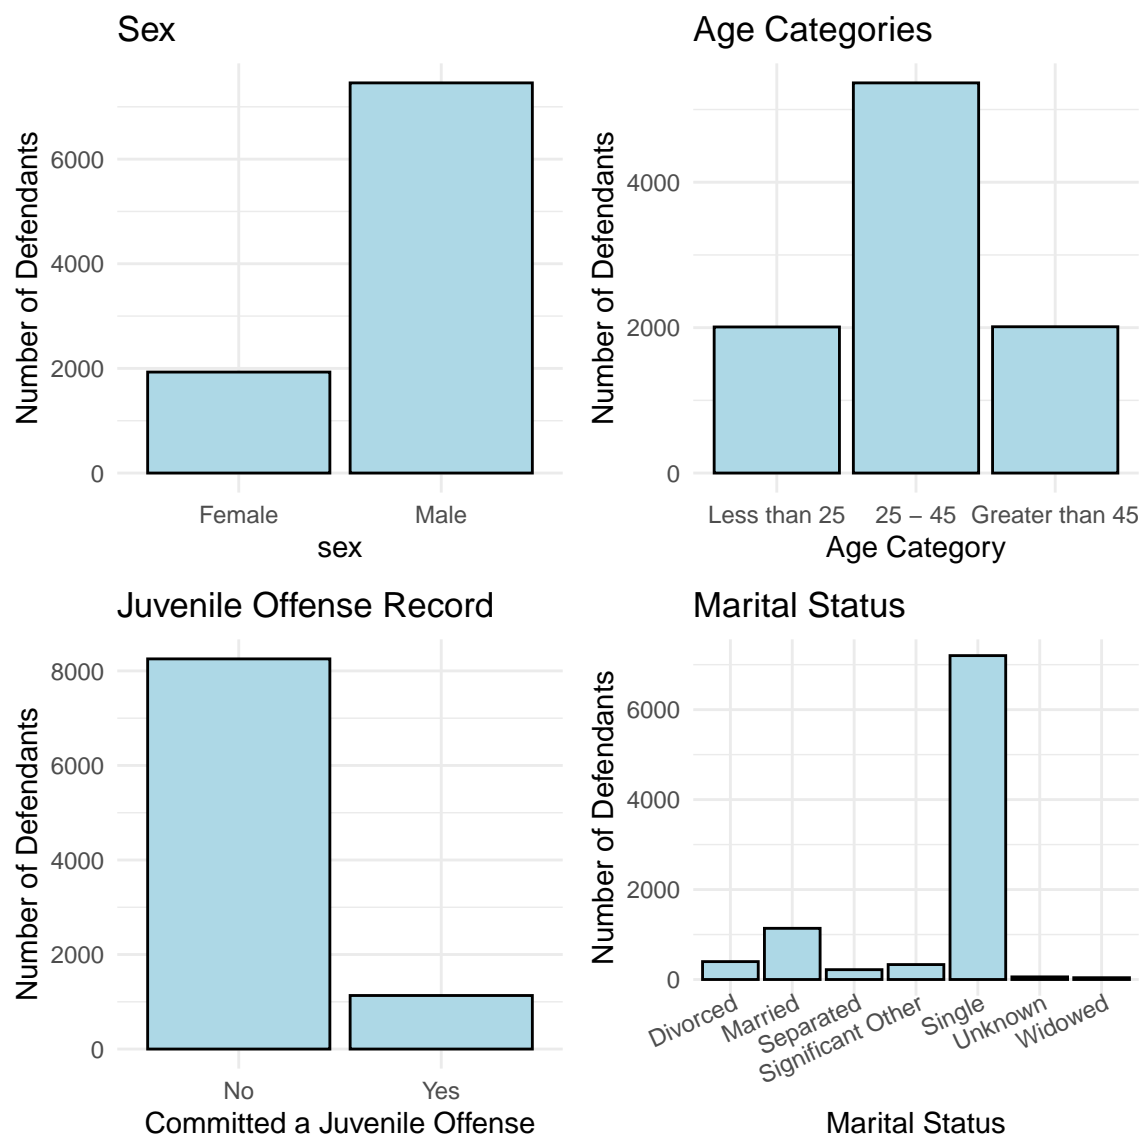 Sex
Number of Defendants
6000
4000
2000
0
Female Male
sex
Age Categories
Number of Defendants
4000
2000
0
Less than 25 25 – 45 Greater than 45
Age Category
Juvenile Offense Record
Number of Defendants
8000
6000
4000
2000
0
No Yes
Committed a Juvenile Offense
Marital Status
Number of Defendants
6000
4000
2000
0
Divorced
Married
Separated
Significant Other
Single
Unknown
Widowed
Marital Status